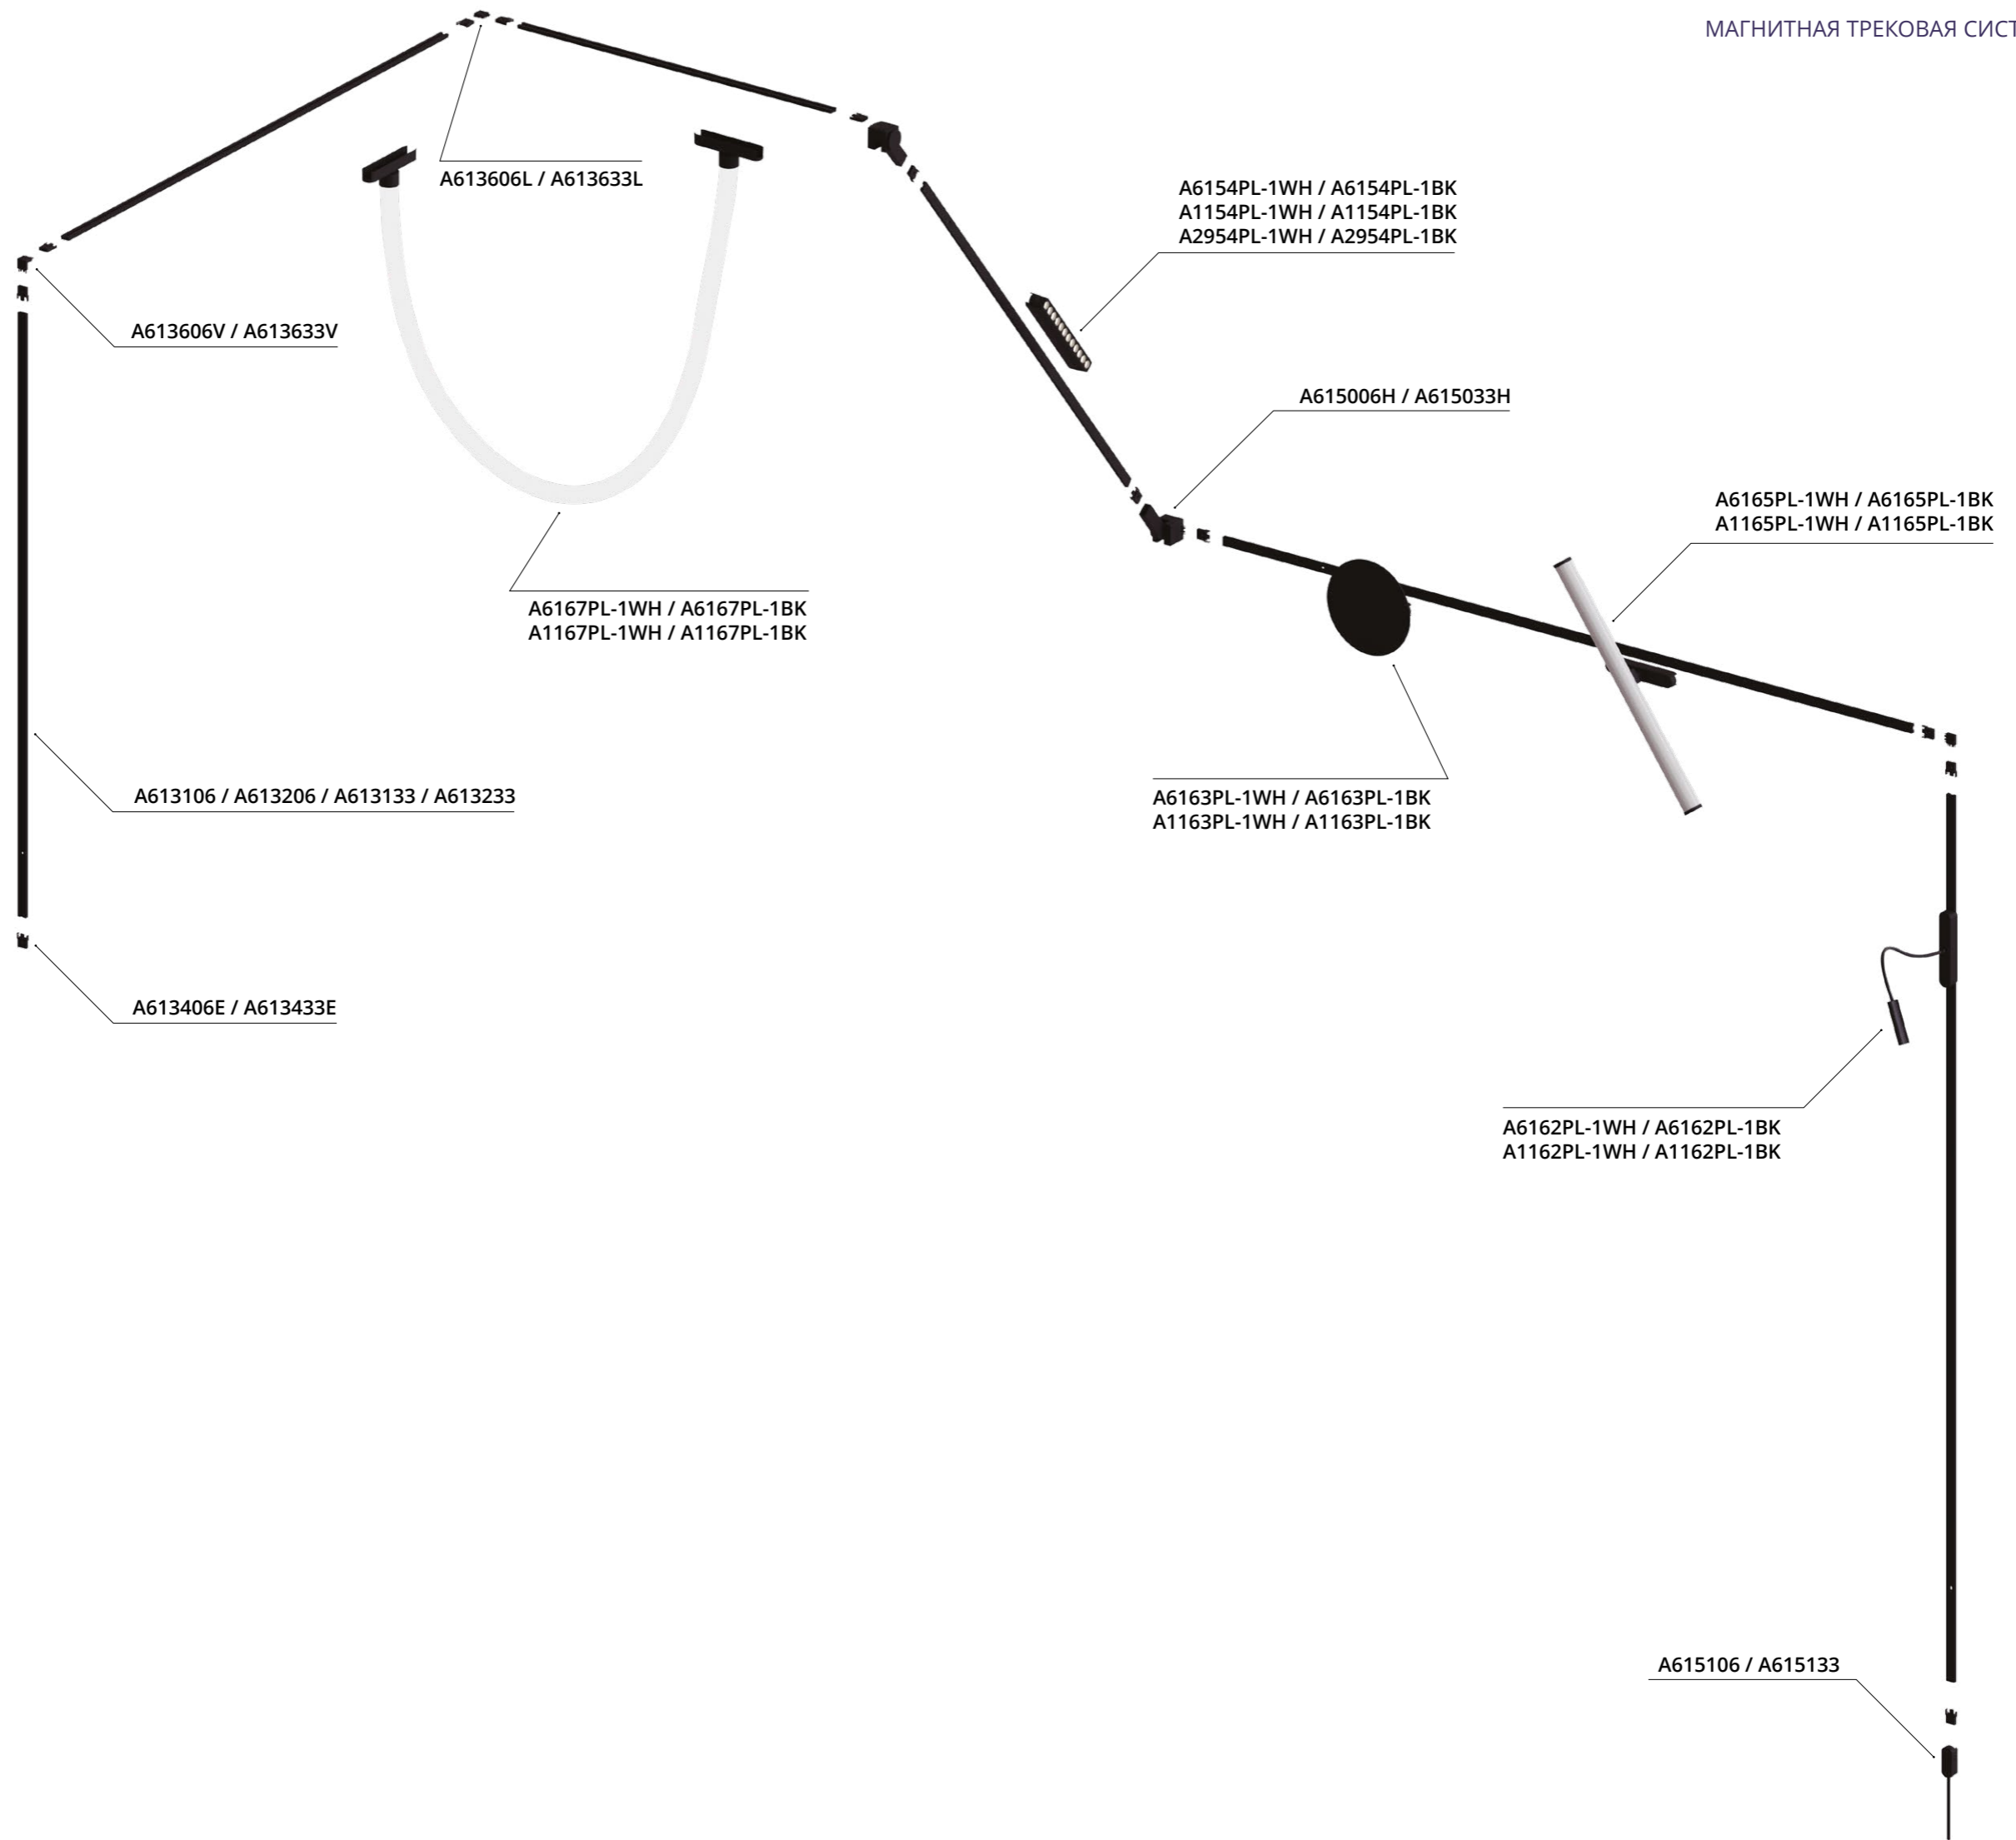 МАГНИТНАЯ ТРЕКОВАЯ
A613606L / A613633L
A6154PL-1WH / A6154PL-1BK
A1154PL-1WH / A1154PL-1BK
A2954PL-1WH / A2954PL-1BK
A613606V / A613633V
A615006H / A615033H
A6165PL-1WH / A6165PL-1BK
A1165PL-1WH / A1165PL-1BK
A6167PL-1WH / A6167PL-1BK
A1167PL-1WH / A1167PL-1BK
A613106 / A613206 / A613133 / A613233
A6163PL-1WH / A6163PL-1BK
A1163PL-1WH / A1163PL-1BK
A613406E / A613433E
A6162PL-1WH / A6162PL-1BK
A1162PL-1WH / A1162PL-1BK
A615106 / A615133